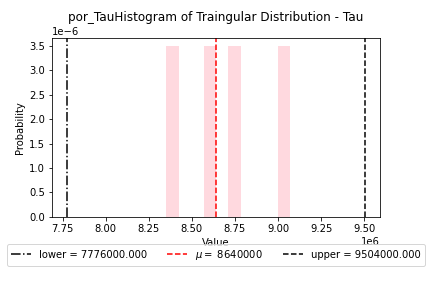 por_TauHistogram of Traingular Distribution - Tau
1e−6
3.5
3.0
2.5
2.0
1.5
1.0
0.5
0.0
Probability
7.75 8.00 8.25 8.50 8.75 9.00 9.25 9.50
Value
1e6
lower = 7776000.000 μ = 8640000 upper = 9504000.000